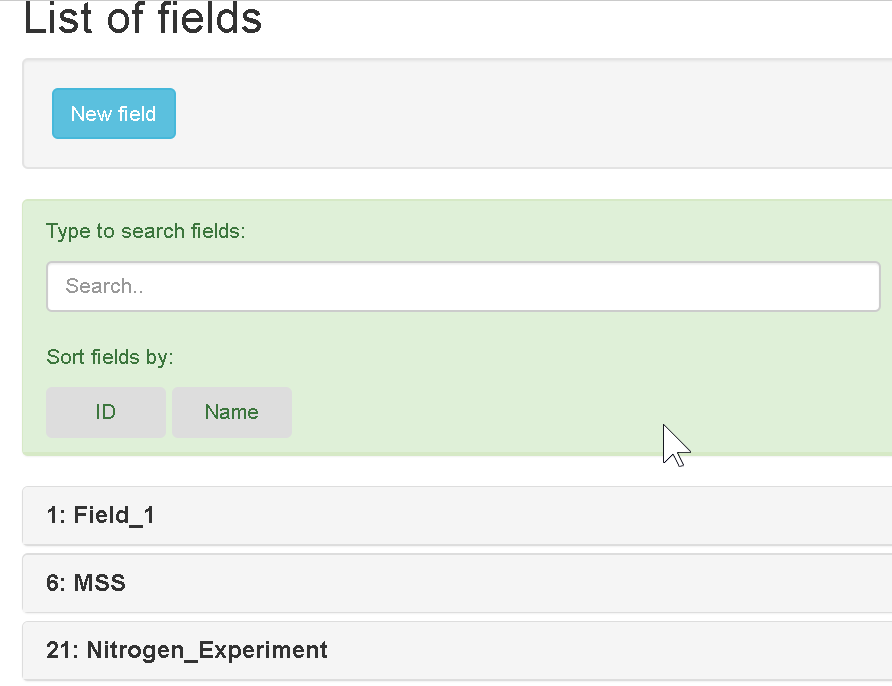 List of fields
New field
Type to search fields:
Search..
Sort fields by:
ID Name
1: Field_1
6: MSS
21: Nitrogen_Experiment